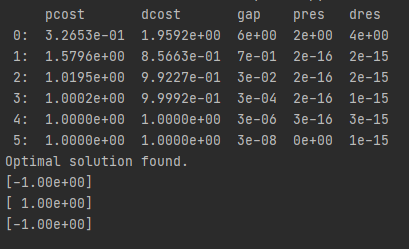 pcost       dcost       gap    pres   dres
 0:  3.2653e-01  1.9592e+00  6e+00  2e+00  4e+00
 1:  1.5796e+00  8.5663e-01  7e-01  2e-16  2e-15
 2:  1.0195e+00  9.9227e-01  3e-02  2e-16  2e-15
 3:  1.0002e+00  9.9992e-01  3e-04  2e-16  1e-15
 4:  1.0000e+00  1.0000e+00  3e-06  3e-16  3e-15
 5:  1.0000e+00  1.0000e+00  3e-08  0e+00  1e-15
Optimal solution found.
[-1.00e+00]
[ 1.00e+00]
[-1.00e+00]